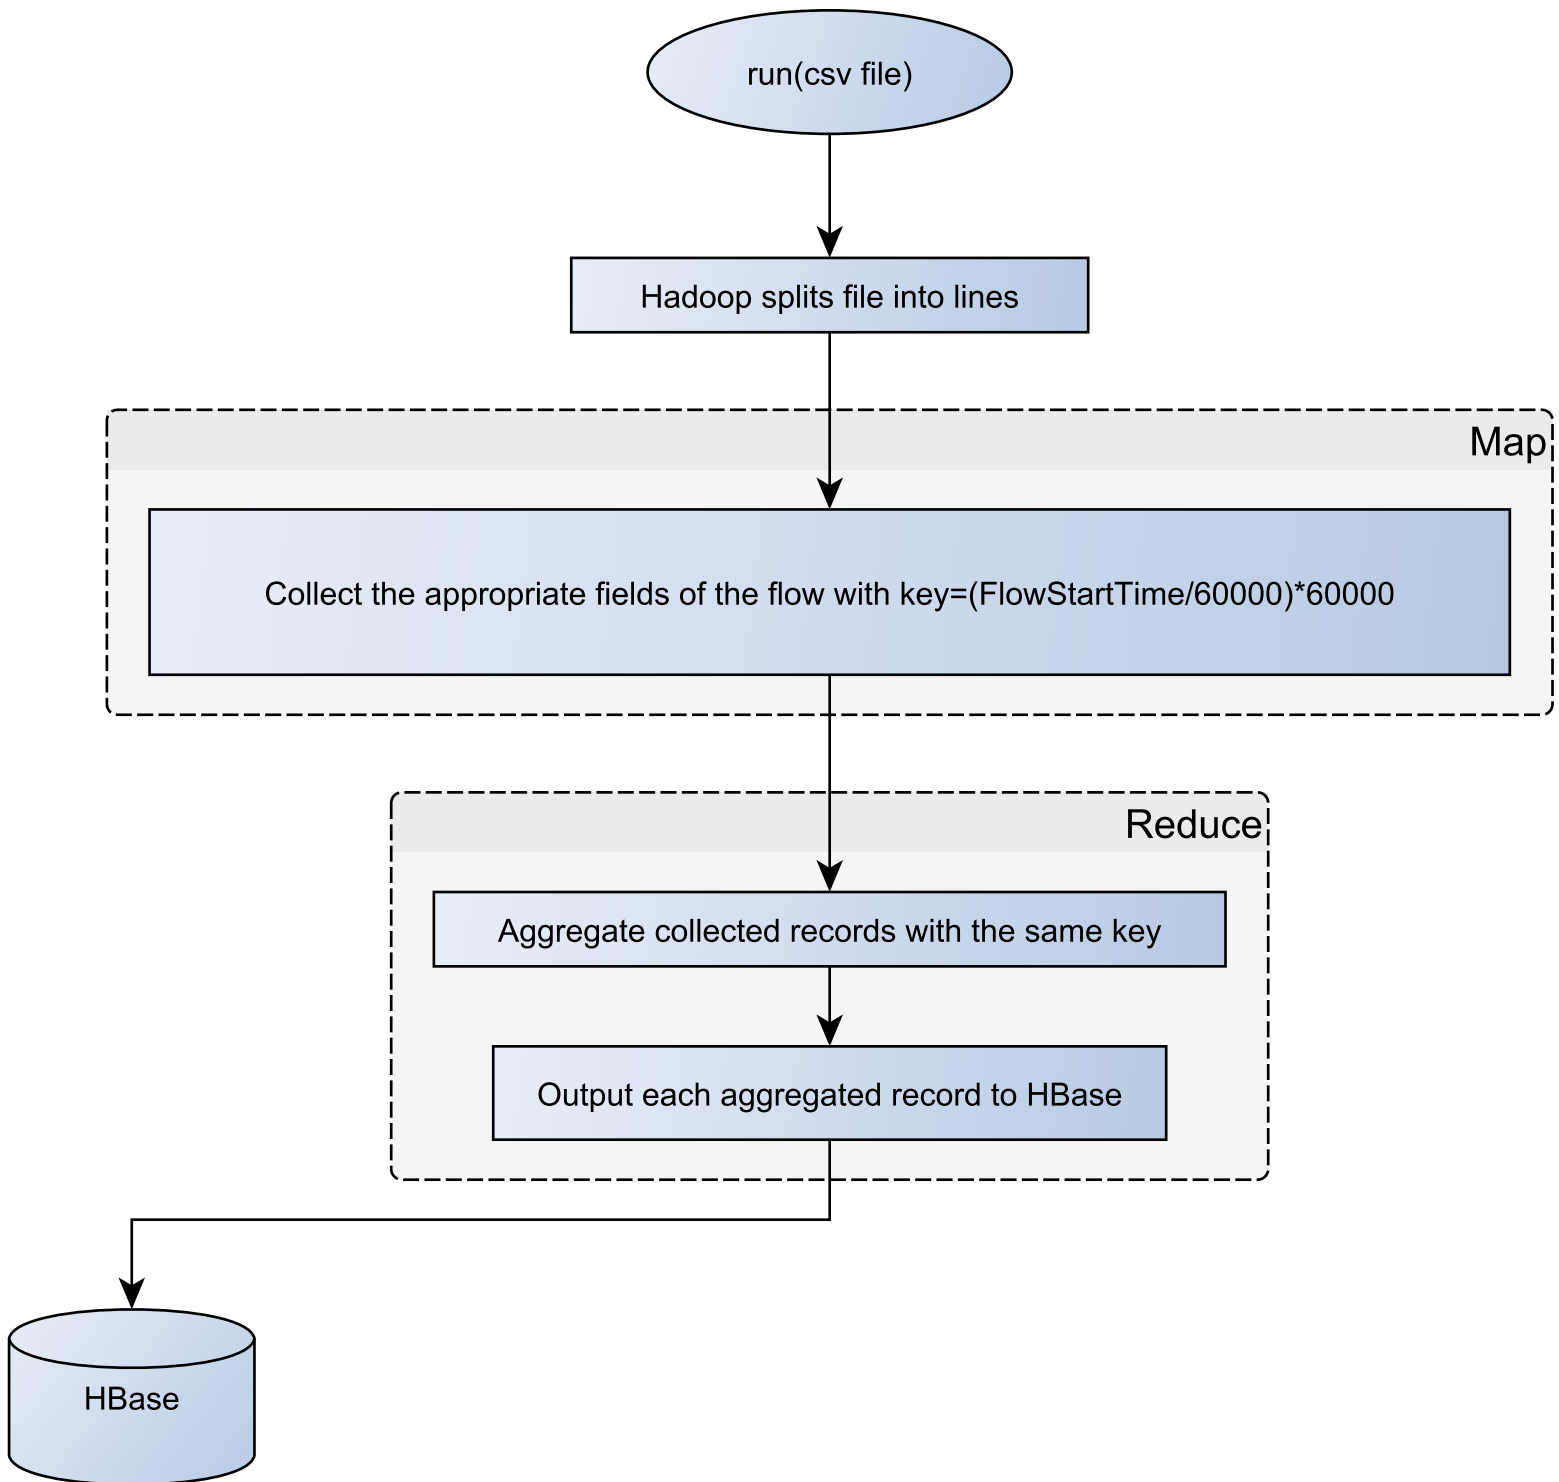 run(csv file)
Hadoop splits file into lines
Map
Collect the appropriate fields of the flow with key=(FlowStartTime/60000)*60000
Reduce
Aggregate collected records with the same key
Output each aggregated record to HBase
HBase